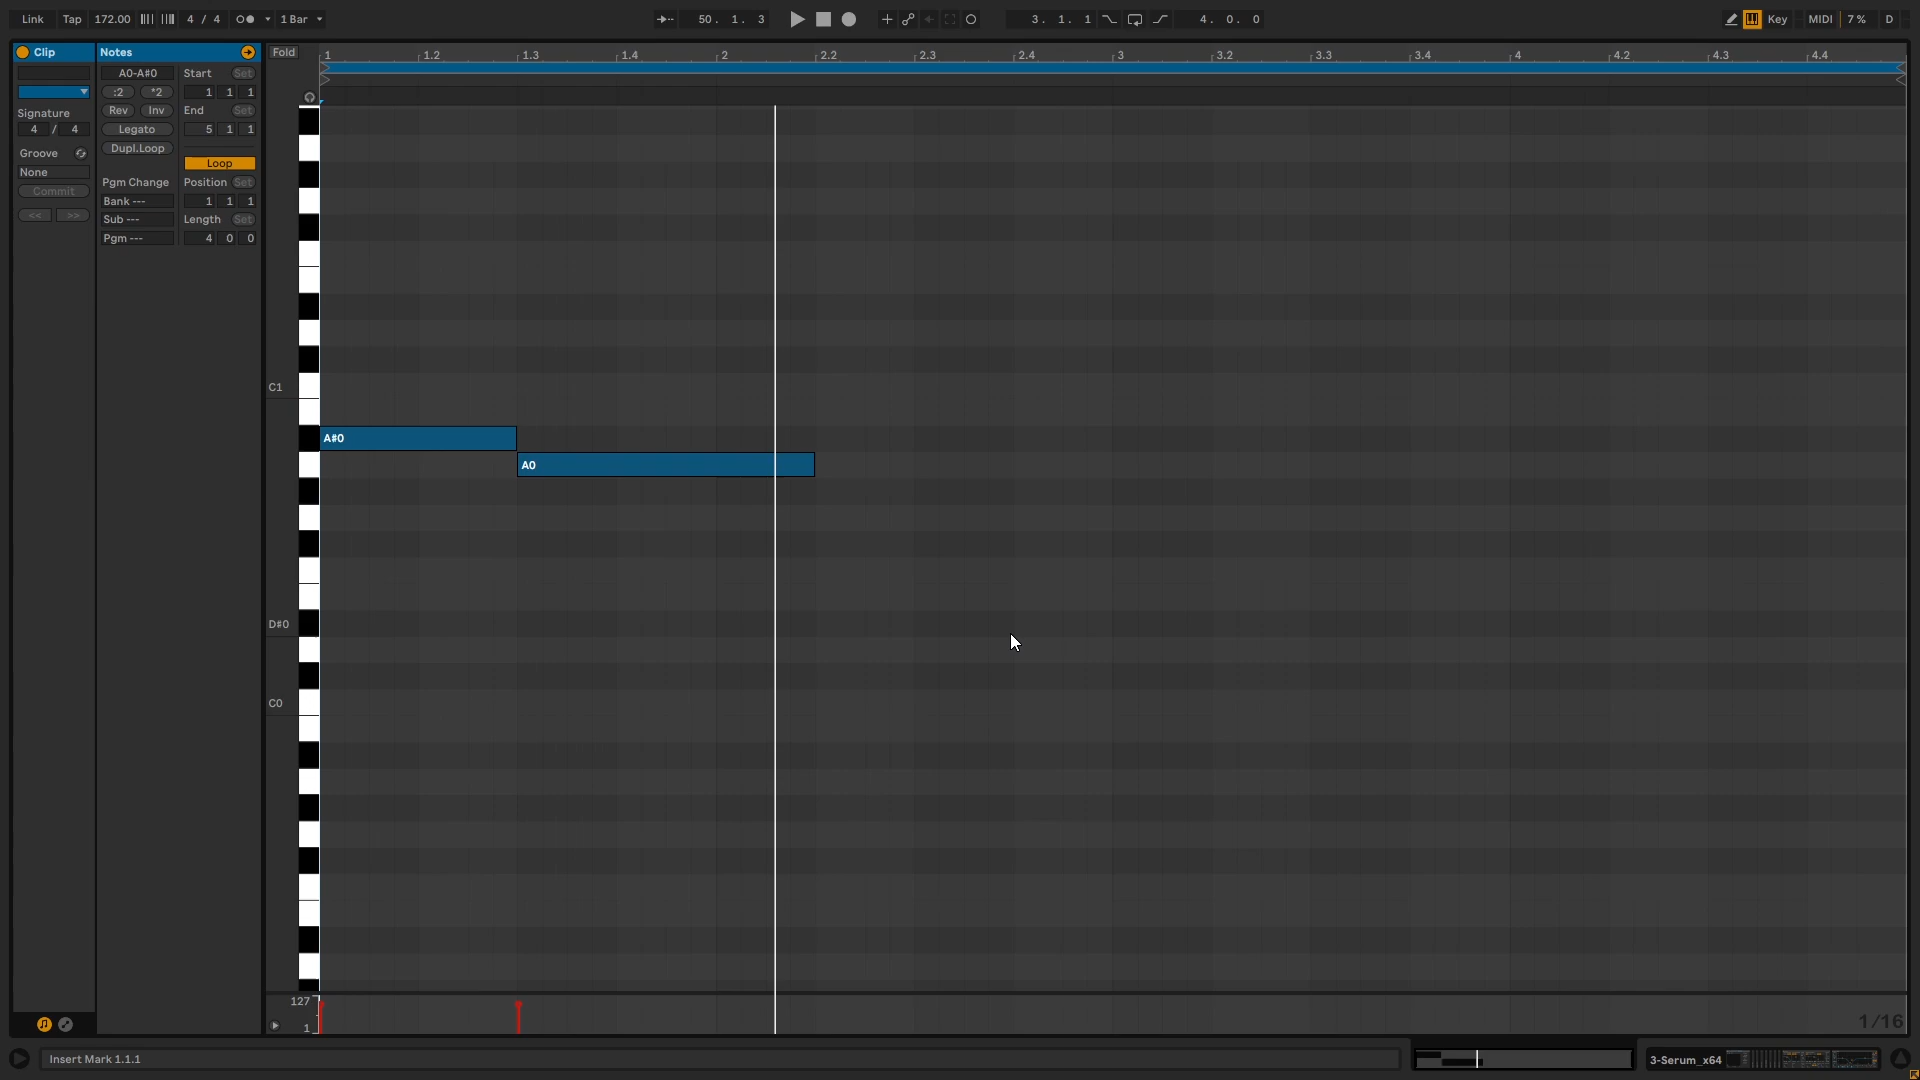 Link Tap 172.00 4 / 4 1 Bar 50. 1. 3 3. 1. 1 4. 0. 0 Key MIDI 7 % D
Clip Notes Fold 1 1.2 1.3 1.4 2 2.2 2.3 2.4 3 3.2 3.3 3.4 4 4.2 4.3 4.4
A0-A#0 Start Set
:2 *2 1 1 1
Rev Inv End Set
Signature
4 / 4 Legato 5 1 1
Dupl.Loop
Groove
Loop
None
Pgm Change Position Set
Commit
Bank --- 1 1 1
<< >> Sub --- Length Set
Pgm --- 4 0 0
C1
A#0
A0
D#0
C0
127
1
1/16
Insert Mark 1.1.1 3-Serum_x64